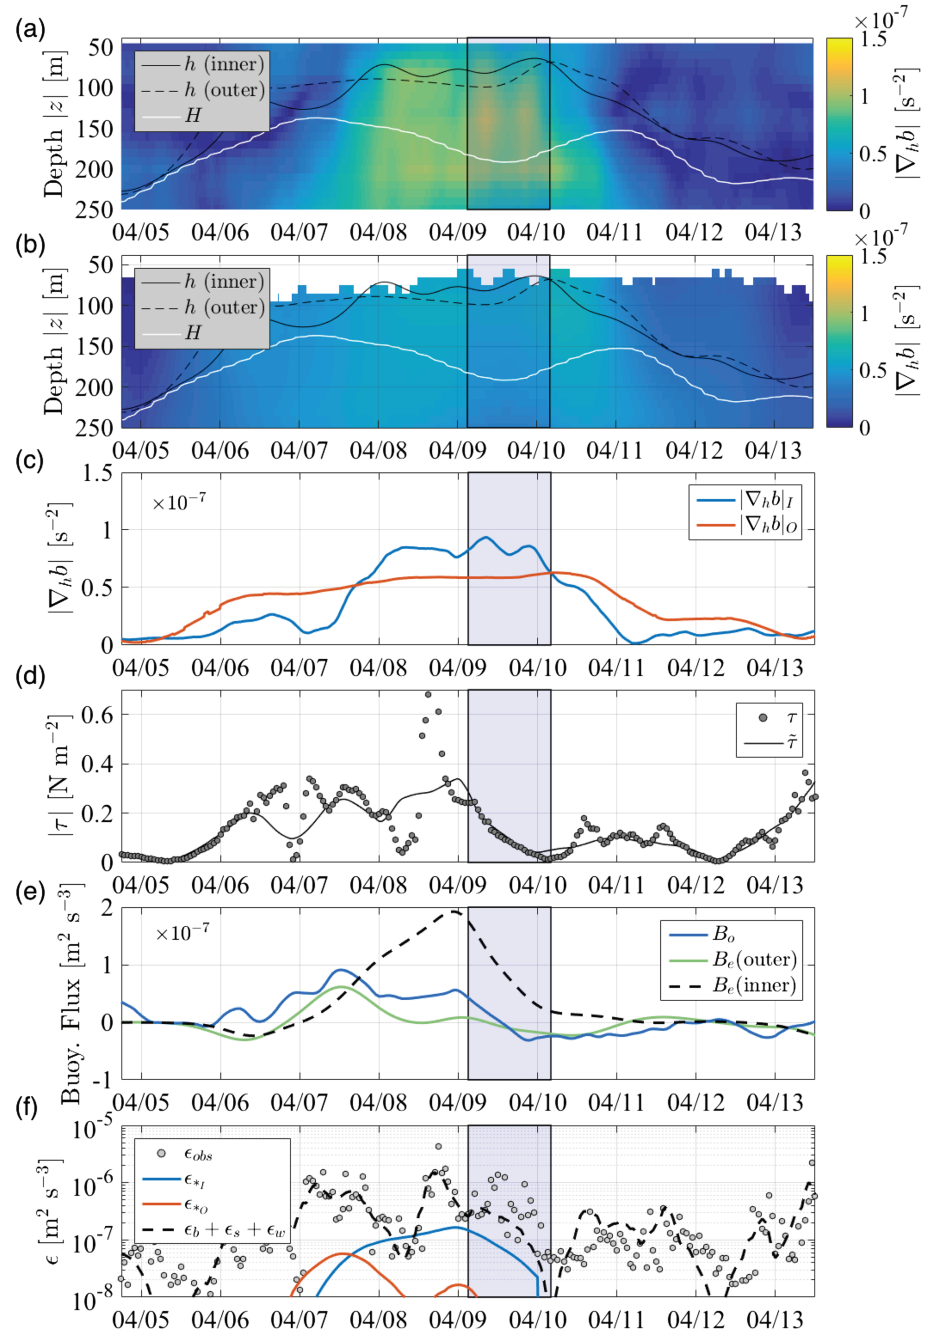 (a)
×10⁻⁷
50
100
150
200
250
Depth |z| [m]
h (inner)
h (outer)
H
1.5
1
0.5
0
|∇ₕb| [s⁻²]
04/05 04/06 04/07 04/08 04/09 04/10 04/11 04/12 04/13
(b)
×10⁻⁷
50
100
150
200
250
Depth |z| [m]
h (inner)
h (outer)
H
1.5
1
0.5
0
|∇ₕb| [s⁻²]
04/05 04/06 04/07 04/08 04/09 04/10 04/11 04/12 04/13
(c)
1.5
1
0.5
0
|∇ₕb| [s⁻²]
×10⁻⁷
|∇ₕb|_I
|∇ₕb|_O
04/05 04/06 04/07 04/08 04/09 04/10 04/11 04/12 04/13
(d)
0.6
0.4
0.2
0
|τ| [N m⁻²]
τ
τ̃
04/05 04/06 04/07 04/08 04/09 04/10 04/11 04/12 04/13
(e)
2
1
0
-1
Buoy. Flux [m² s⁻³]
×10⁻⁷
B_o
B_e(outer)
B_e(inner)
04/05 04/06 04/07 04/08 04/09 04/10 04/11 04/12 04/13
(f)
10⁻⁵
10⁻⁶
10⁻⁷
10⁻⁸
ϵ [m² s⁻³]
ϵ_obs
ϵ_*I
ϵ_*O
ϵ_b + ϵ_s + ϵ_w
04/05 04/06 04/07 04/08 04/09 04/10 04/11 04/12 04/13